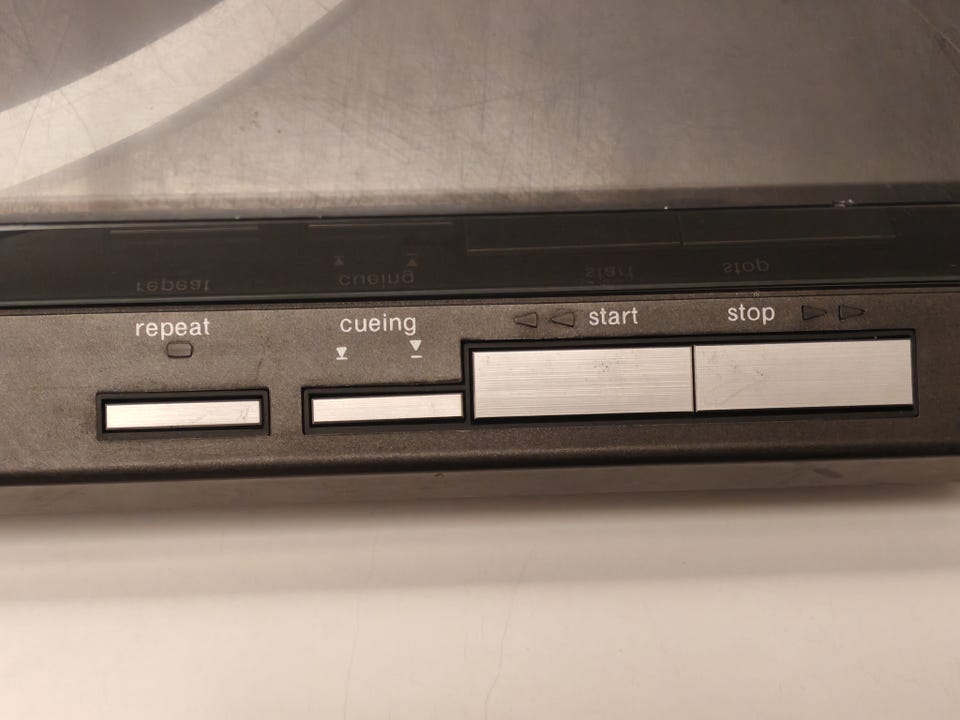 repeat
cueing
start
stop